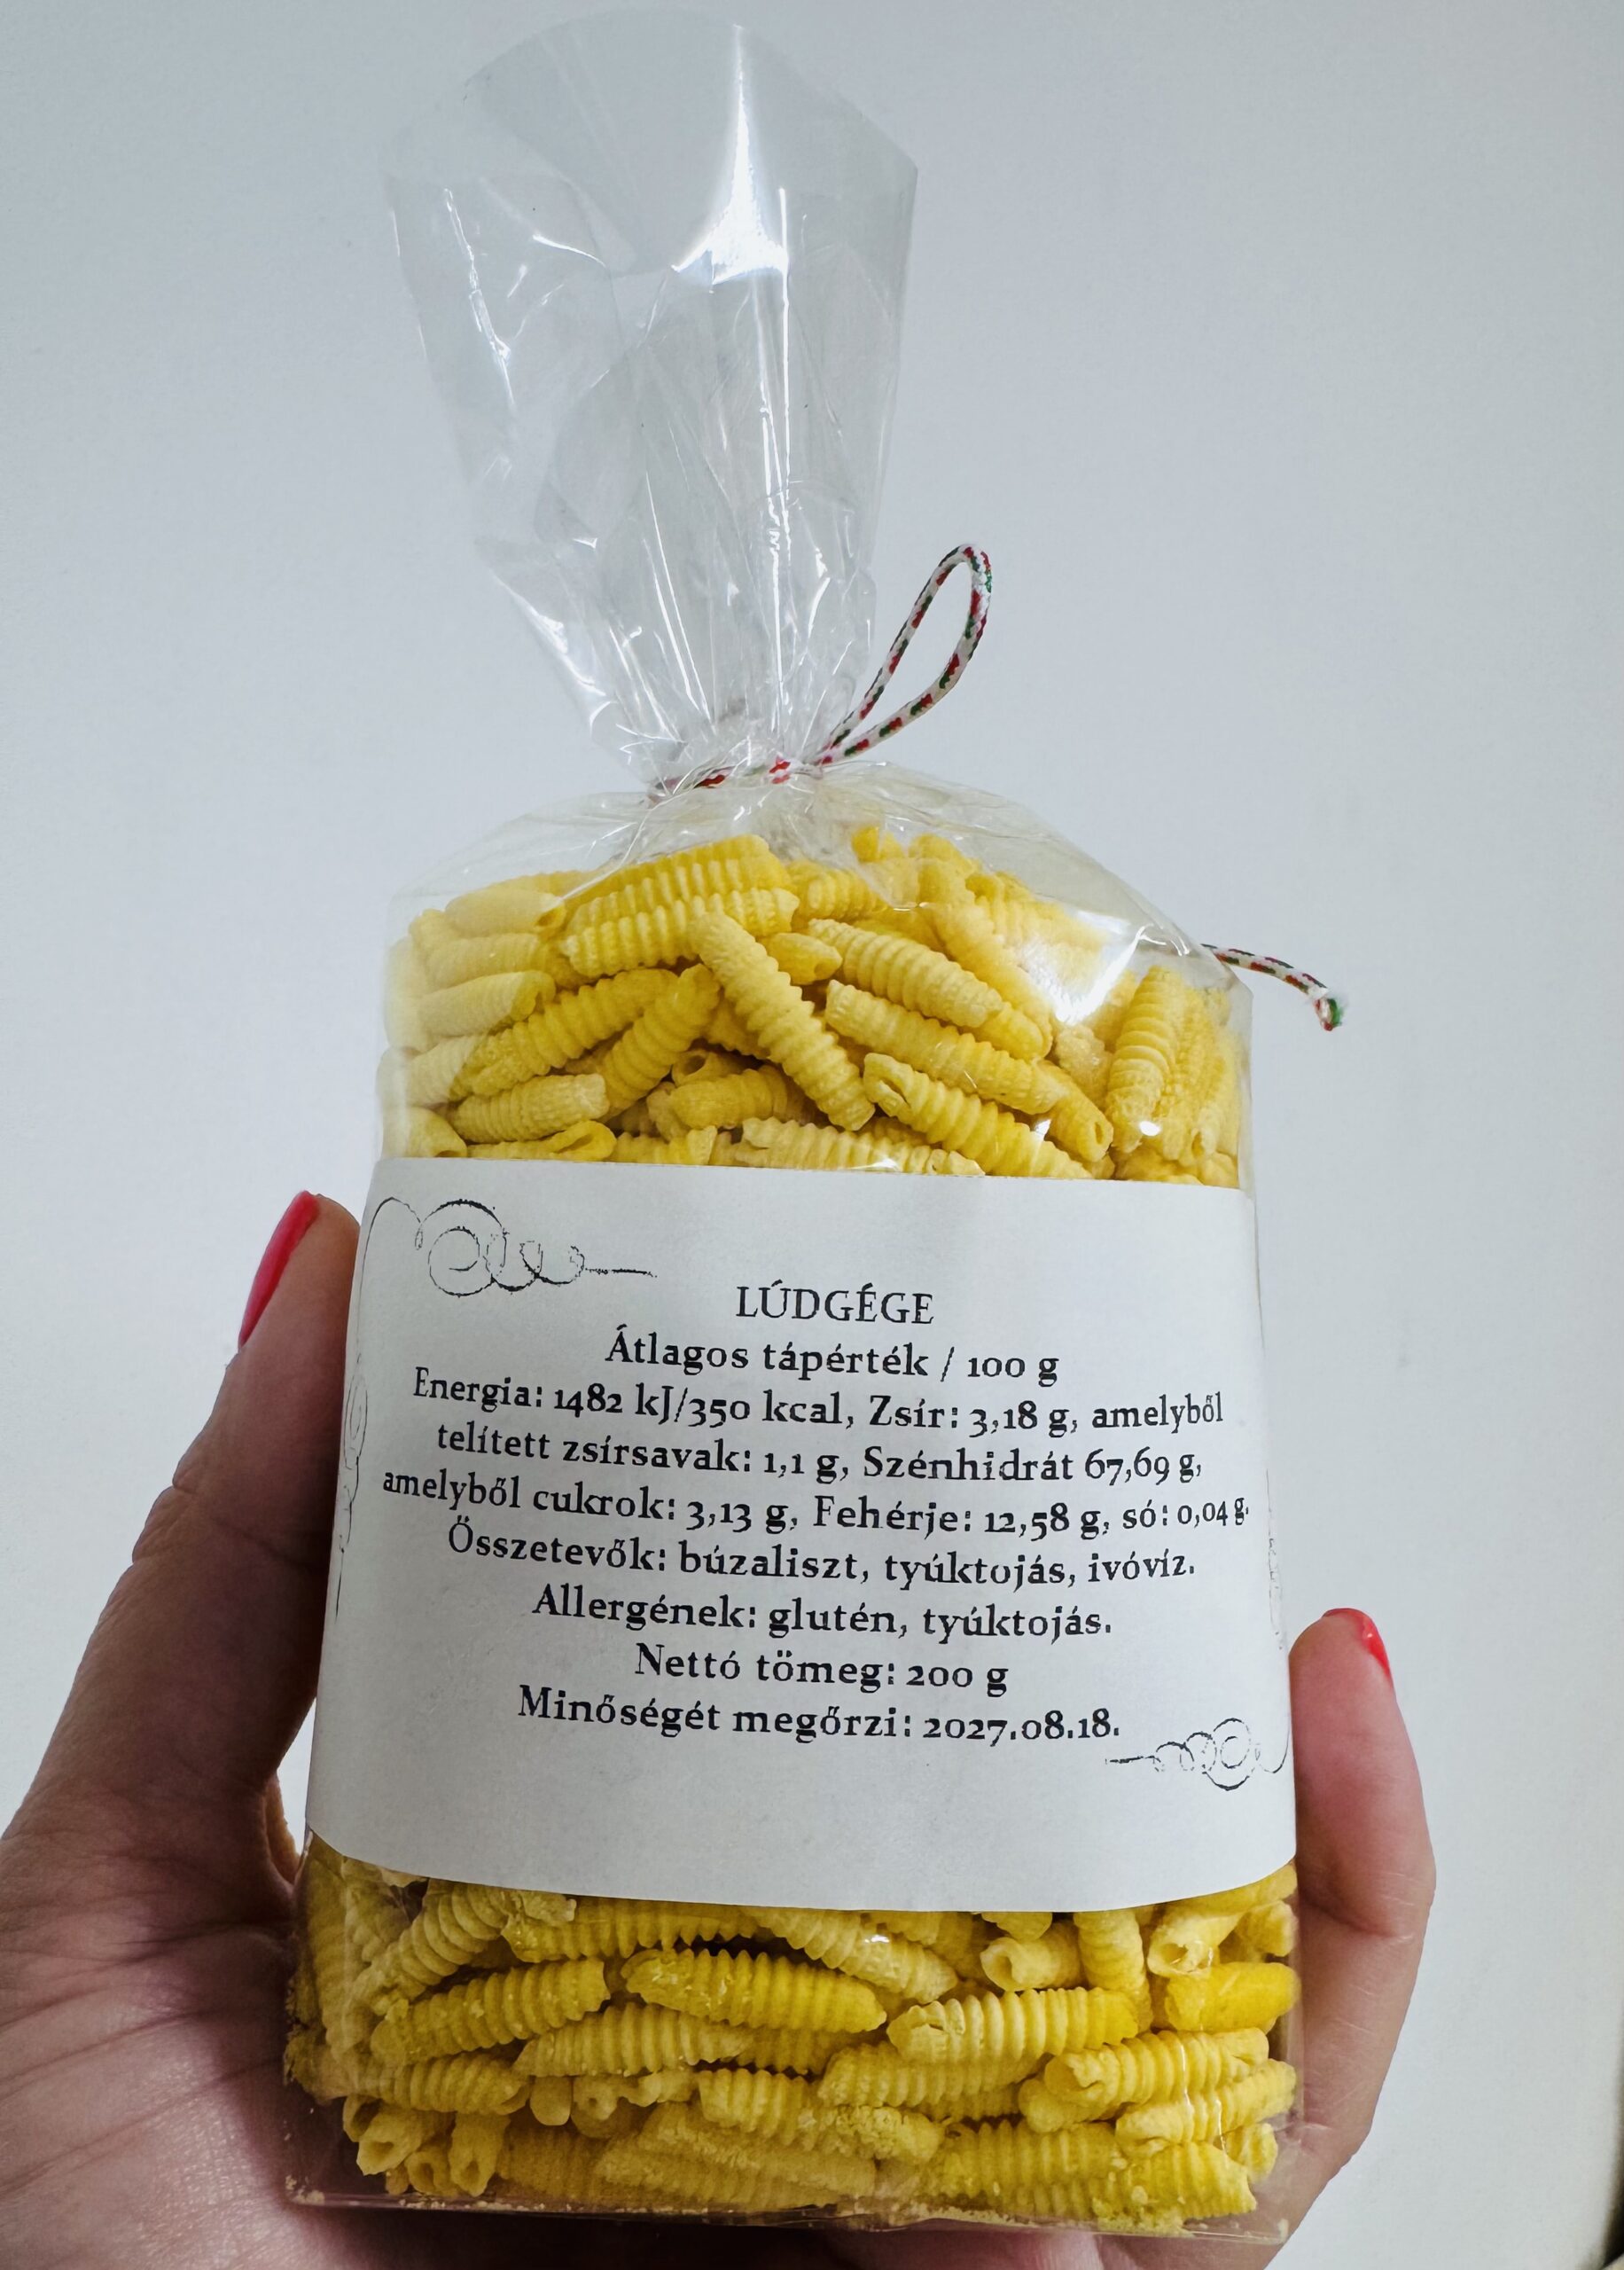 LÚDGÉGE
Átlagos tápérték / 100 g
Energia: 1482 kJ/350 kcal, Zsír: 3,18 g, amelyből
telített zsírsavak: 1,1 g, Szénhidrát 67,69 g,
amelyből cukrok: 3,13 g, Fehérje: 12,58 g, só: 0,04 g.
Összetevők: búzaliszt, tyúktojás, ivóvíz.
Allergének: glutén, tyúktojás.
Nettó tömeg: 200 g
Minőségét megőrzi: 2027.08.18.